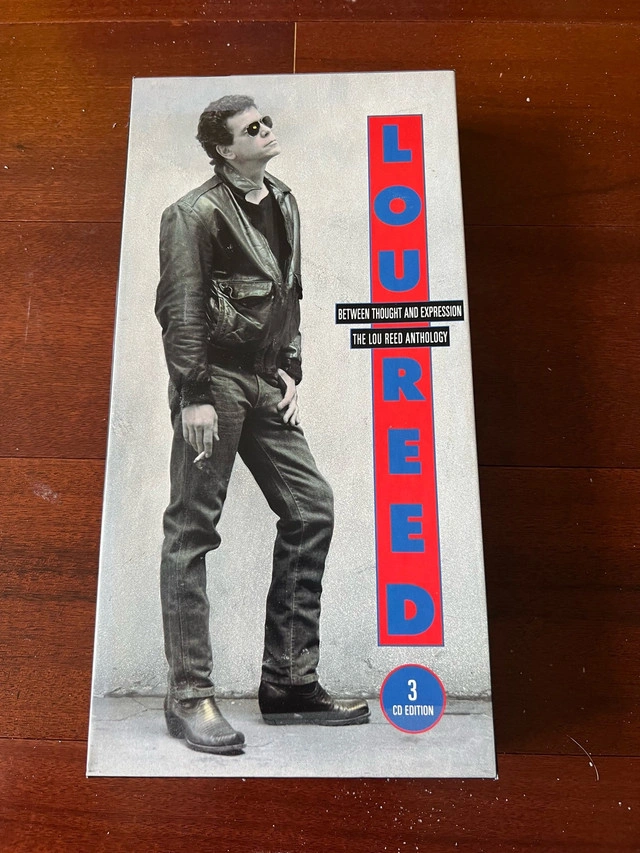 LOU REED
BETWEEN THOUGHT AND EXPRESSION
THE LOU REED ANTHOLOGY
3
CD EDITION